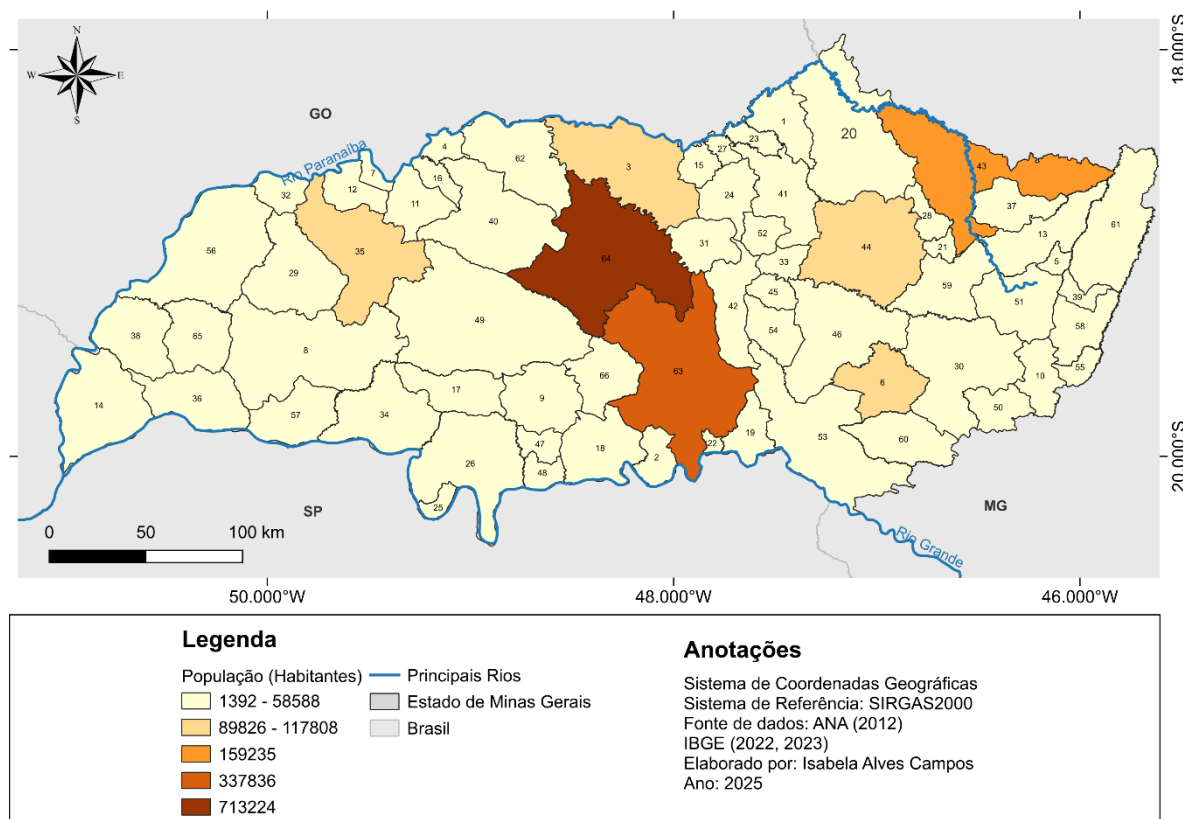 N
W E
S
GO
Rio Paranaíba
18.000°S
1
20
4
62
3
15
27
23
7
12
16
32
11
24
41
43
37
28
40
52
13
61
56
35
31
44
21
5
33
29
64
59
45
42
51
39
49
54
46
58
38
65
8
63
66
6
30
10
55
14
36
17
9
50
57
34
53
60
47
18
2
22
19
26
48
25
20.000°S
SP
MG
Rio Grande
0 50 100 km
50.000°W 48.000°W 46.000°W
Legenda
População (Habitantes)
1392 - 58588
89826 - 117808
159235
337836
713224
Principais Rios
Estado de Minas Gerais
Brasil
Anotações
Sistema de Coordenadas Geográficas
Sistema de Referência: SIRGAS2000
Fonte de dados: ANA (2012)
IBGE (2022, 2023)
Elaborado por: Isabela Alves Campos
Ano: 2025